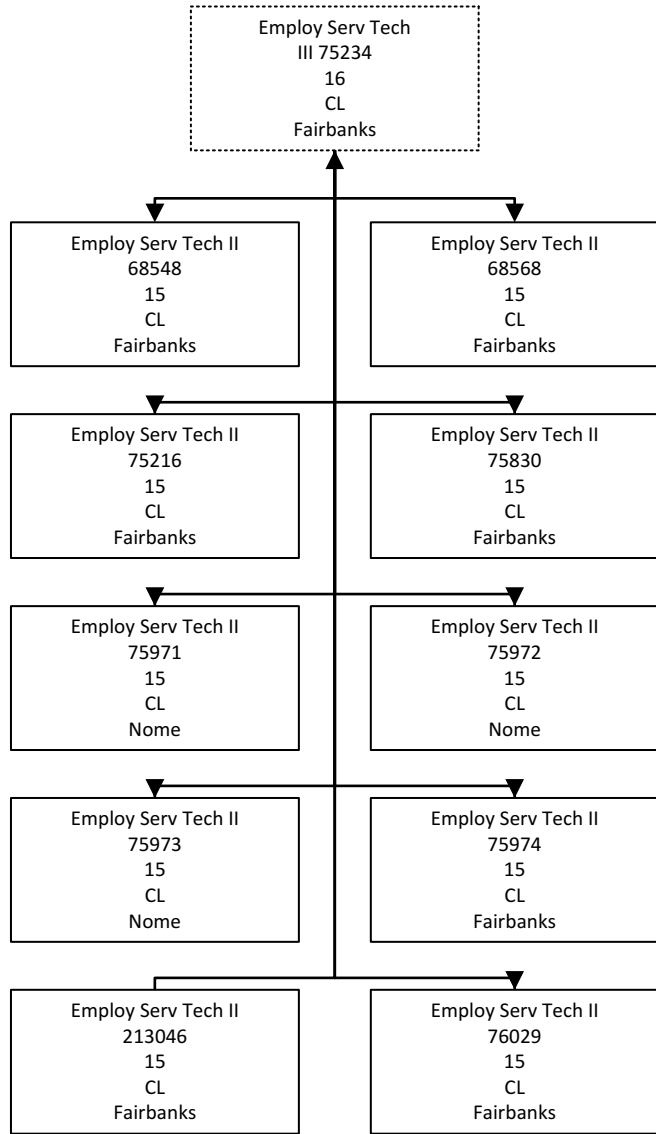 Employ Serv Tech
III 75234
16
CL
Fairbanks
Employ Serv Tech II
68548
15
CL
Fairbanks
Employ Serv Tech II
68568
15
CL
Fairbanks
Employ Serv Tech II
75216
15
CL
Fairbanks
Employ Serv Tech II
75830
15
CL
Fairbanks
Employ Serv Tech II
75971
15
CL
Nome
Employ Serv Tech II
75972
15
CL
Nome
Employ Serv Tech II
75973
15
CL
Nome
Employ Serv Tech II
75974
15
CL
Fairbanks
Employ Serv Tech II
213046
15
CL
Fairbanks
Employ Serv Tech II
76029
15
CL
Fairbanks